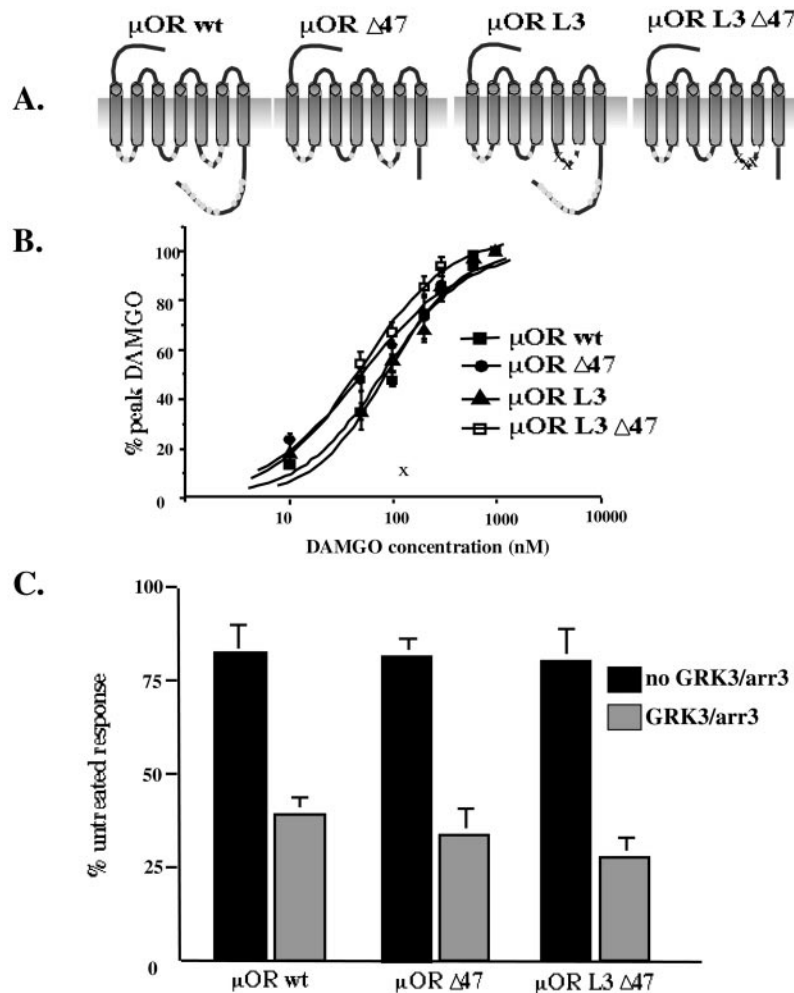 μOR wt μOR Δ47 μOR L3 μOR L3 Δ47
A.
x x x x x
B.
100
80
60
40
20
0
% peak DAMGO
μOR wt
μOR Δ47
μOR L3
μOR L3 Δ47
x
10 100 1000 10000
DAMGO concentration (nM)
C.
100
75
50
25
0
% untreated response
no GRK3/arr3
GRK3/arr3
μOR wt μOR Δ47 μOR L3 Δ47